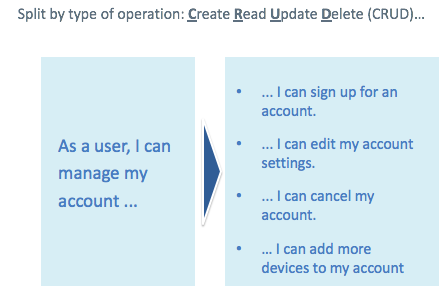 Split by type of operation: Create Read Update Delete (CRUD)...
As a user, I can
manage my
account ...
• ... I can sign up for an
account.
• ... I can edit my account
settings.
• ... I can cancel my
account.
• ... I can add more
devices to my account